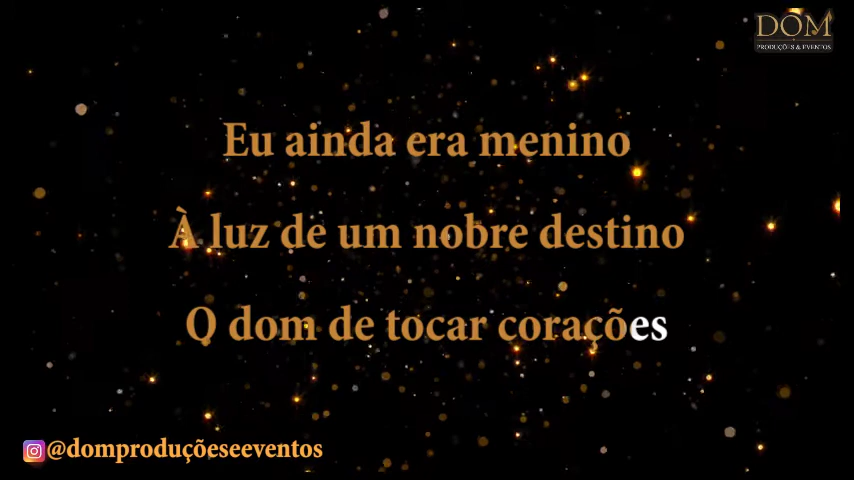 DOM
PRODUÇÕES & EVENTOS
Eu ainda era menino
À luz de um nobre destino
O dom de tocar corações
@domproduçõeseeventos